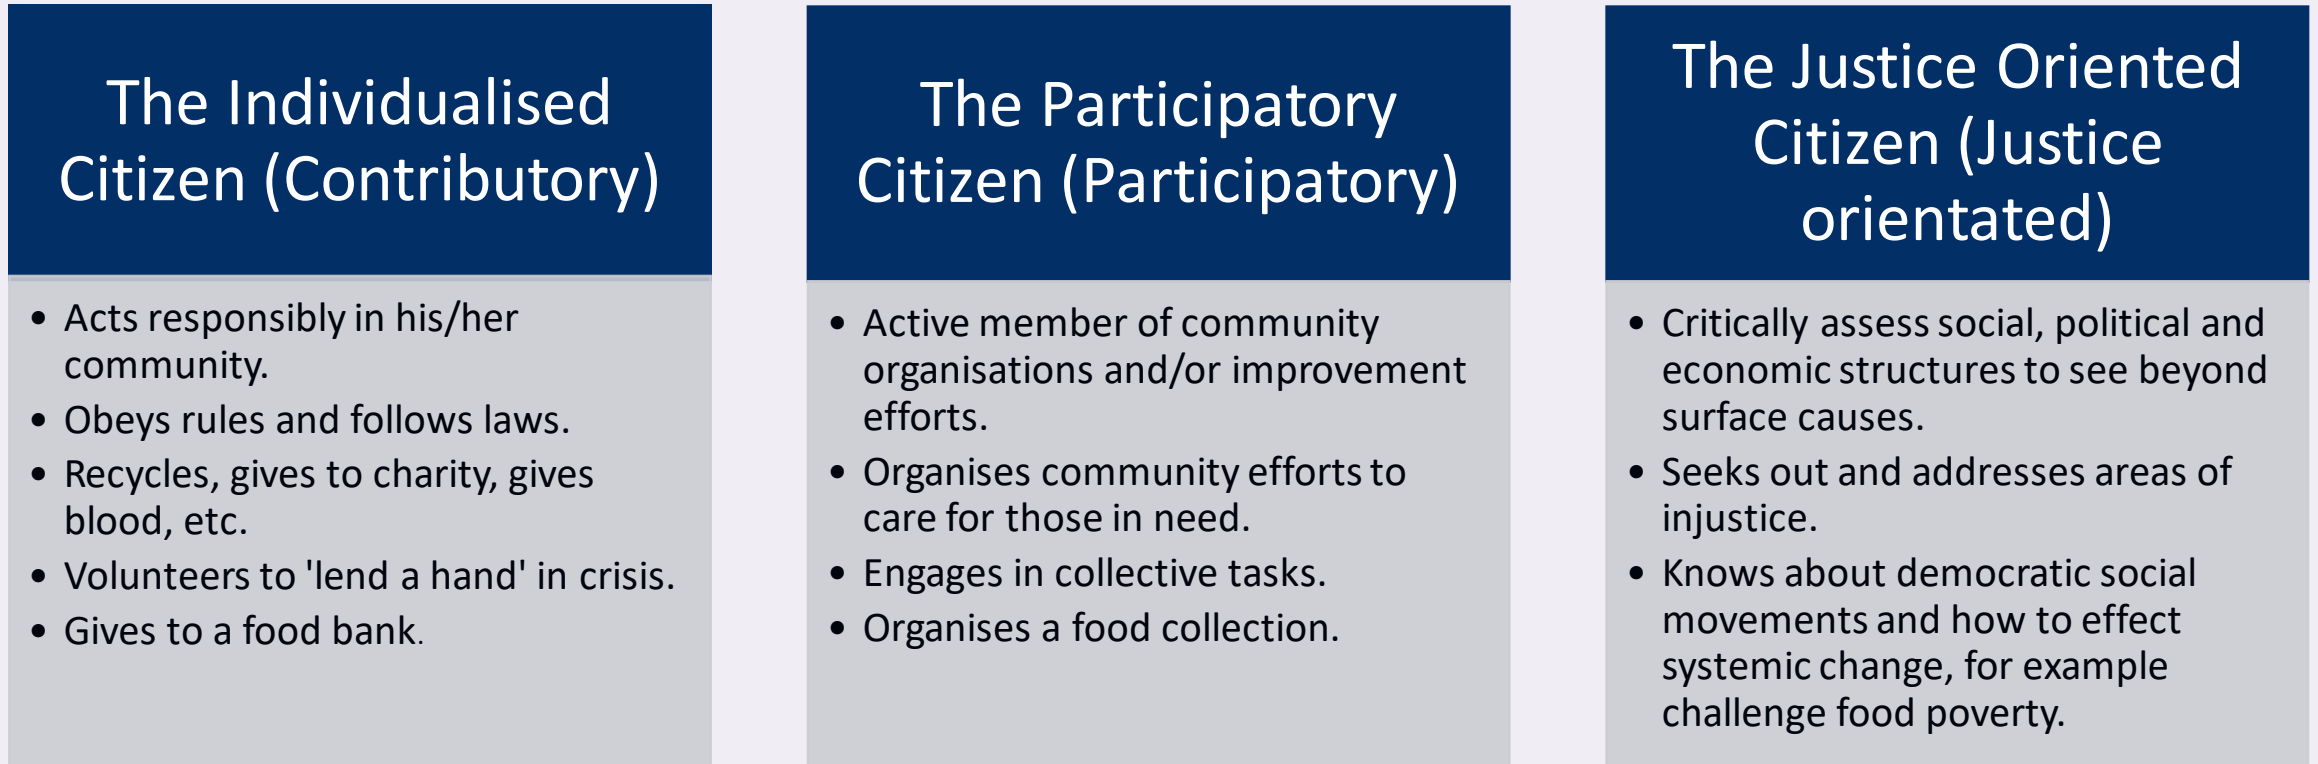 The Individualised
Citizen (Contributory)
• Acts responsibly in his/her
community.
• Obeys rules and follows laws.
• Recycles, gives to charity, gives
blood, etc.
• Volunteers to 'lend a hand' in crisis.
• Gives to a food bank.
The Participatory
Citizen (Participatory)
• Active member of community
organisations and/or improvement
efforts.
• Organises community efforts to
care for those in need.
• Engages in collective tasks.
• Organises a food collection.
The Justice Oriented
Citizen (Justice
orientated)
• Critically assess social, political and
economic structures to see beyond
surface causes.
• Seeks out and addresses areas of
injustice.
• Knows about democratic social
movements and how to effect
systemic change, for example
challenge food poverty.